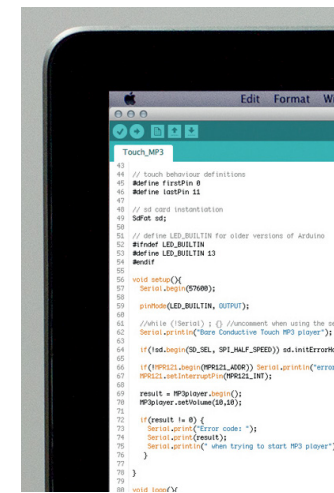 Edit Format
Touch_MP3
43
44 // touch behaviour definitions
45 #define firstPin 0
46 #define lastPin 11
47
48 // sd card instantiation
49 SdFat sd;
50
51 // define LED_BUILTIN for older versions of Arduino
52 #ifndef LED_BUILTIN
53 #define LED_BUILTIN 13
54 #endif
55
56 void setup(){
57 Serial.begin(57600);
58
59 pinMode(LED_BUILTIN, OUTPUT);
60
61 //while (!Serial) ; {} //uncomment when using the se
62 Serial.println("Bare Conductive Touch MP3 player");
63
64 if(!sd.begin(SD_SEL, SPI_HALF_SPEED)) sd.initErrorHa
65
66 if(!MPR121.begin(MPR121_ADDR)) Serial.println("error
67 MPR121.setInterruptPin(MPR121_INT);
68
69 result = MP3player.begin();
70 MP3player.setVolume(10,10);
71
72 if(result != 0) {
73 Serial.print("Error code: ");
74 Serial.print(result);
75 Serial.println(" when trying to start MP3 player")
76 }
77
78 }
79
80 void loop(){